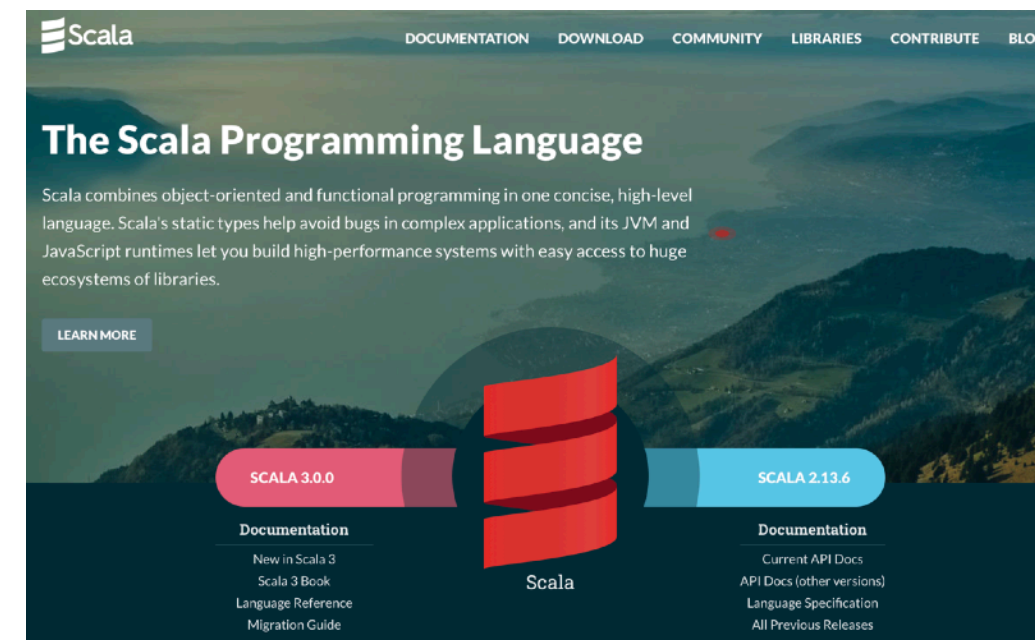 Scala
DOCUMENTATION DOWNLOAD COMMUNITY LIBRARIES CONTRIBUTE BLO
The Scala Programming Language
Scala combines object-oriented and functional programming in one concise, high-level
language. Scala's static types help avoid bugs in complex applications, and its JVM and
JavaScript runtimes let you build high-performance systems with easy access to huge
ecosystems of libraries.
LEARN MORE
SCALA 3.0.0
Documentation
New in Scala 3
Scala 3 Book
Language Reference
Migration Guide
Scala
SCALA 2.13.6
Documentation
Current API Docs
API Docs (other versions)
Language Specification
All Previous Releases